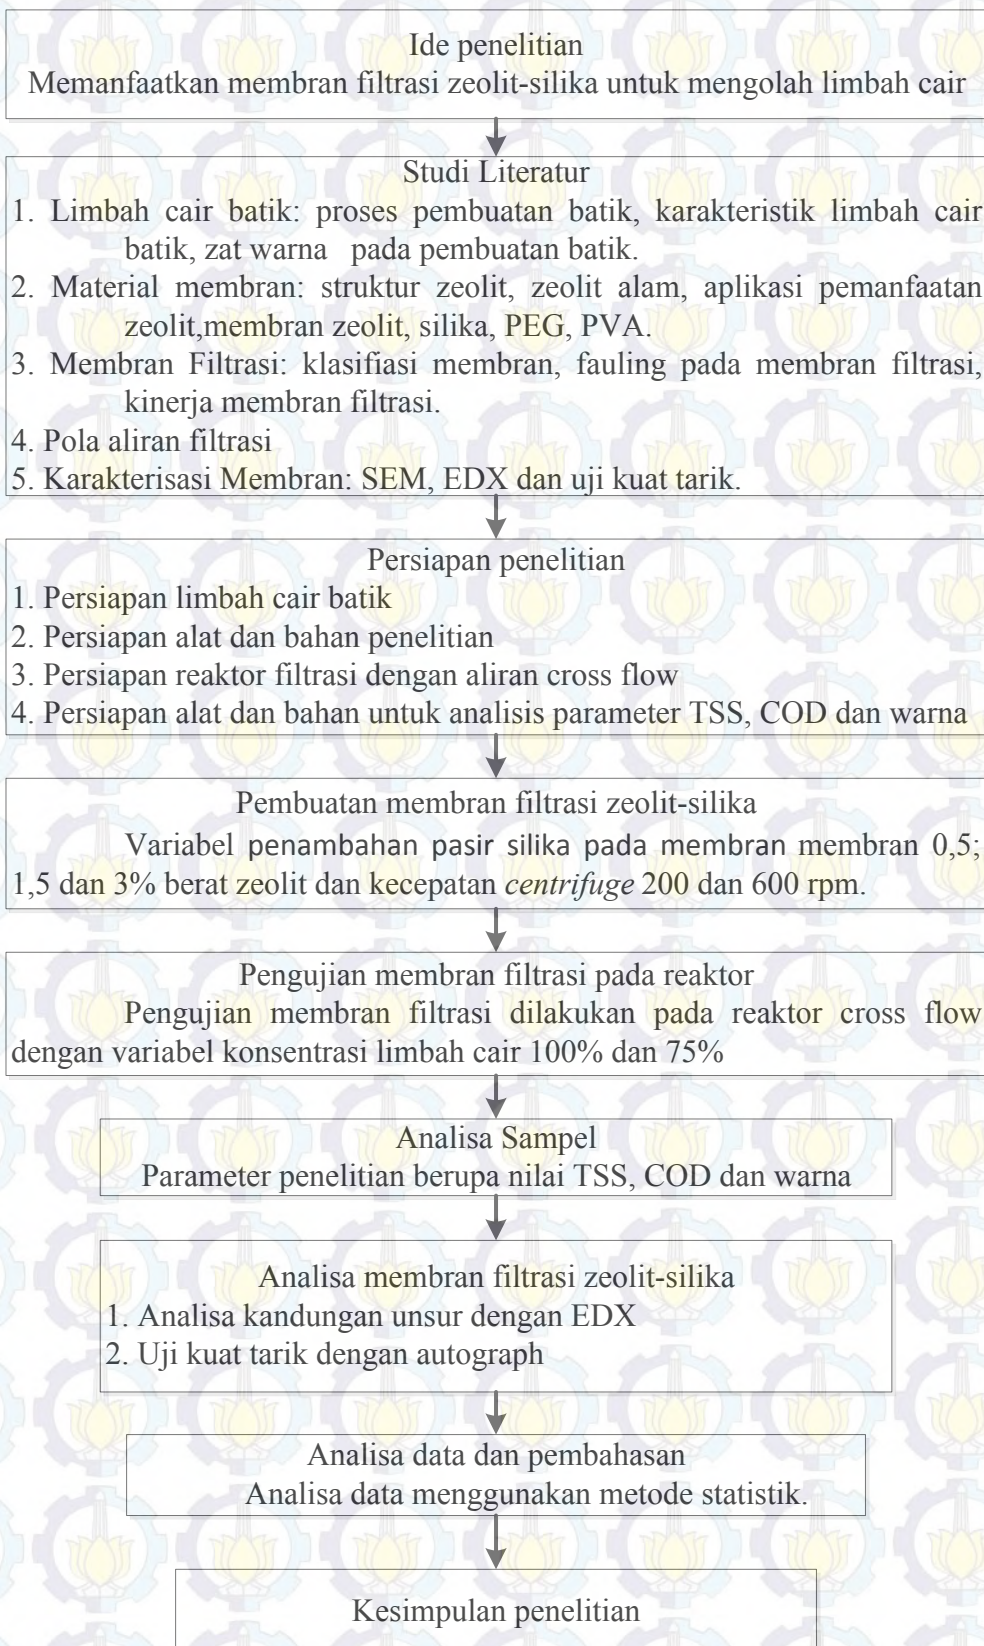 Ide penelitian
Memanfaatkan membran filtrasi zeolit-silika untuk mengolah limbah cair
Studi Literatur
1. Limbah cair batik: proses pembuatan batik, karakteristik limbah cair
batik, zat warna pada pembuatan batik.
2. Material membran: struktur zeolit, zeolit alam, aplikasi pemanfaatan
zeolit,membran zeolit, silika, PEG, PVA.
3. Membran Filtrasi: klasifiasi membran, fauling pada membran filtrasi,
kinerja membran filtrasi.
4. Pola aliran filtrasi
5. Karakterisasi Membran: SEM, EDX dan uji kuat tarik.
Persiapan penelitian
1. Persiapan limbah cair batik
2. Persiapan alat dan bahan penelitian
3. Persiapan reaktor filtrasi dengan aliran cross flow
4. Persiapan alat dan bahan untuk analisis parameter TSS, COD dan warna
Pembuatan membran filtrasi zeolit-silika
Variabel penambahan pasir silika pada membran membran 0,5;
1,5 dan 3% berat zeolit dan kecepatan centrifuge 200 dan 600 rpm.
Pengujian membran filtrasi pada reaktor
Pengujian membran filtrasi dilakukan pada reaktor cross flow
dengan variabel konsentrasi limbah cair 100% dan 75%
Analisa Sampel
Parameter penelitian berupa nilai TSS, COD dan warna
Analisa membran filtrasi zeolit-silika
1. Analisa kandungan unsur dengan EDX
2. Uji kuat tarik dengan autograph
Analisa data dan pembahasan
Analisa data menggunakan metode statistik.
Kesimpulan penelitian